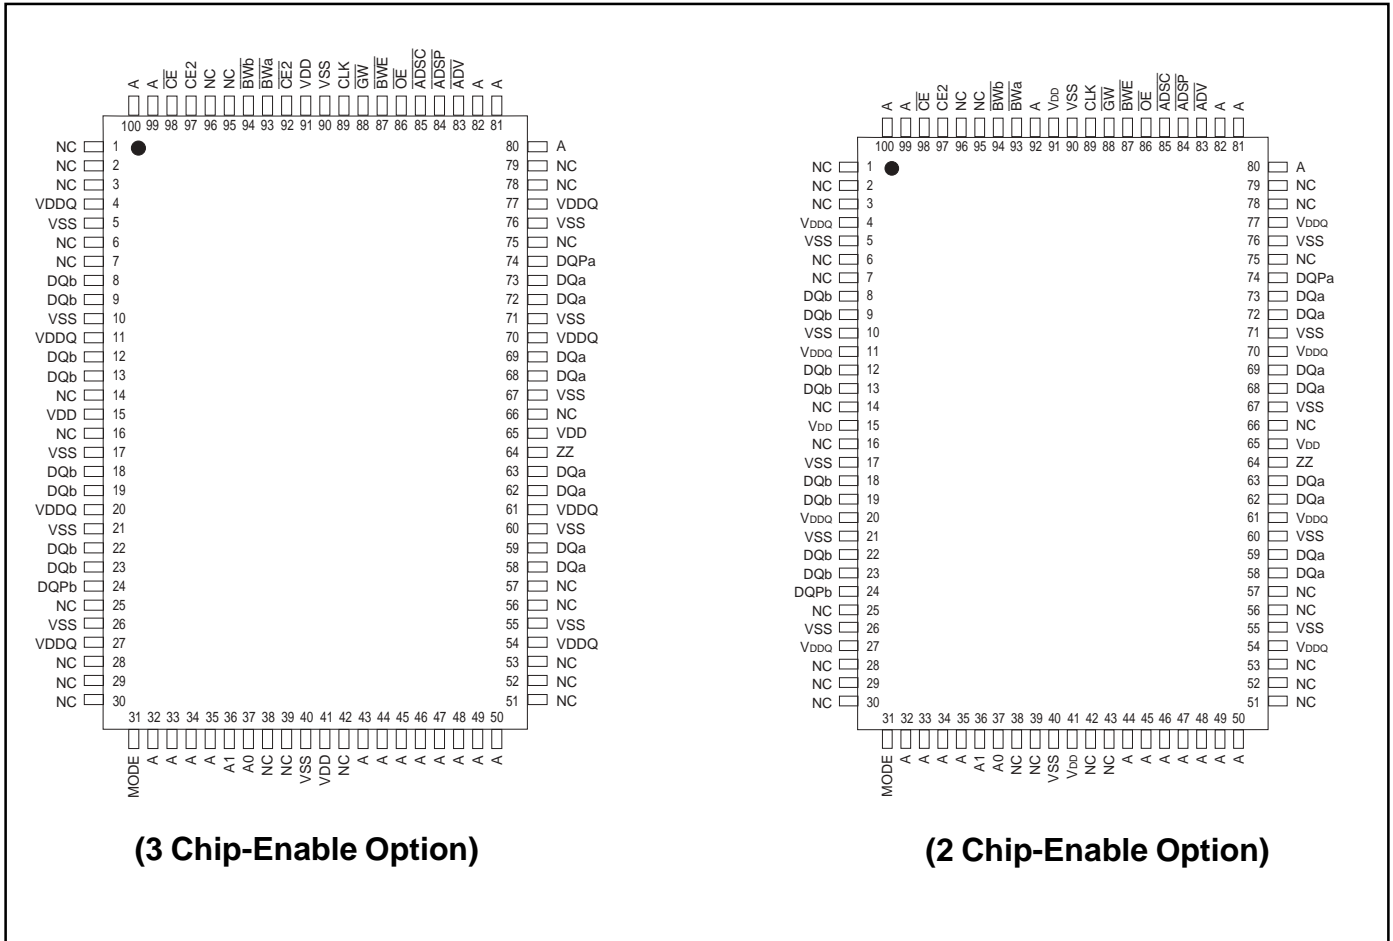 A A CE CE2 NC NC BWb BWa CE2 VDD VSS CLK GW BWE OE ADSC ADSP ADV A A
100 99 98 97 96 95 94 93 92 91 90 89 88 87 86 85 84 83 82 81
NC 1 80 A
NC 2 79 NC
NC 3 78 NC
VDDQ 4 77 VDDQ
VSS 5 76 VSS
NC 6 75 NC
NC 7 74 DQPa
DQb 8 73 DQa
DQb 9 72 DQa
VSS 10 71 VSS
VDDQ 11 70 VDDQ
DQb 12 69 DQa
DQb 13 68 DQa
NC 14 67 VSS
VDD 15 66 NC
NC 16 65 VDD
VSS 17 64 ZZ
DQb 18 63 DQa
DQb 19 62 DQa
VDDQ 20 61 VDDQ
VSS 21 60 VSS
DQb 22 59 DQa
DQb 23 58 DQa
DQPb 24 57 NC
NC 25 56 NC
VSS 26 55 VSS
VDDQ 27 54 VDDQ
NC 28 53 NC
NC 29 52 NC
NC 30 51 NC
31 32 33 34 35 36 37 38 39 40 41 42 43 44 45 46 47 48 49 50
MODE A A A A A1 A0 NC NC VSS VDD NC A A A A A A A A
(3 Chip-Enable Option)
A A CE CE2 NC NC BWb BWa A VDD VSS CLK GW BWE OE ADSC ADSP ADV A A
100 99 98 97 96 95 94 93 92 91 90 89 88 87 86 85 84 83 82 81
NC 1 80 A
NC 2 79 NC
NC 3 78 NC
VDDQ 4 77 VDDQ
VSS 5 76 VSS
NC 6 75 NC
NC 7 74 DQPa
DQb 8 73 DQa
DQb 9 72 DQa
VSS 10 71 VSS
VDDQ 11 70 VDDQ
DQb 12 69 DQa
DQb 13 68 DQa
NC 14 67 VSS
VDD 15 66 NC
NC 16 65 VDD
VSS 17 64 ZZ
DQb 18 63 DQa
DQb 19 62 DQa
VDDQ 20 61 VDDQ
VSS 21 60 VSS
DQb 22 59 DQa
DQb 23 58 DQa
DQPb 24 57 NC
NC 25 56 NC
VSS 26 55 VSS
VDDQ 27 54 VDDQ
NC 28 53 NC
NC 29 52 NC
NC 30 51 NC
31 32 33 34 35 36 37 38 39 40 41 42 43 44 45 46 47 48 49 50
MODE A A A A A1 A0 NC NC VSS VDD NC NC A A A A A A A
(2 Chip-Enable Option)